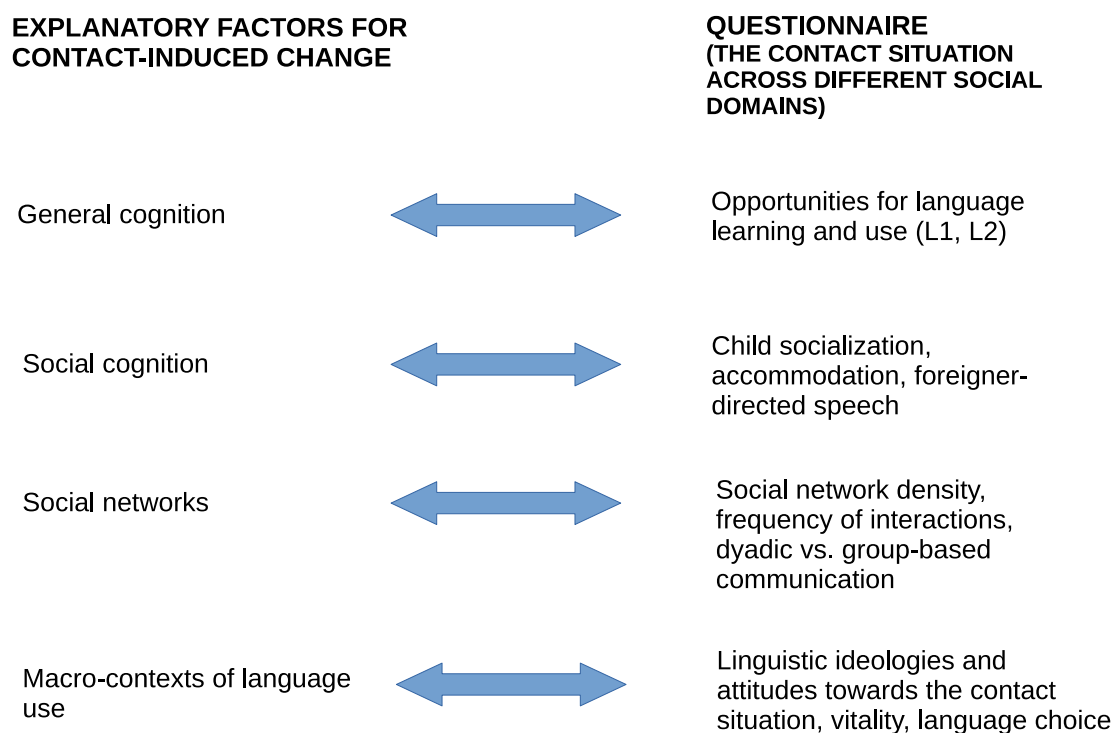 EXPLANATORY FACTORS FOR
CONTACT-INDUCED CHANGE
QUESTIONNAIRE
(THE CONTACT SITUATION
ACROSS DIFFERENT SOCIAL
DOMAINS)
General cognition
Opportunities for language
learning and use (L1, L2)
Social cognition
Child socialization,
accommodation, foreigner-
directed speech
Social networks
Social network density,
frequency of interactions,
dyadic vs. group-based
communication
Macro-contexts of language
use
Linguistic ideologies and
attitudes towards the contact
situation, vitality, language choice